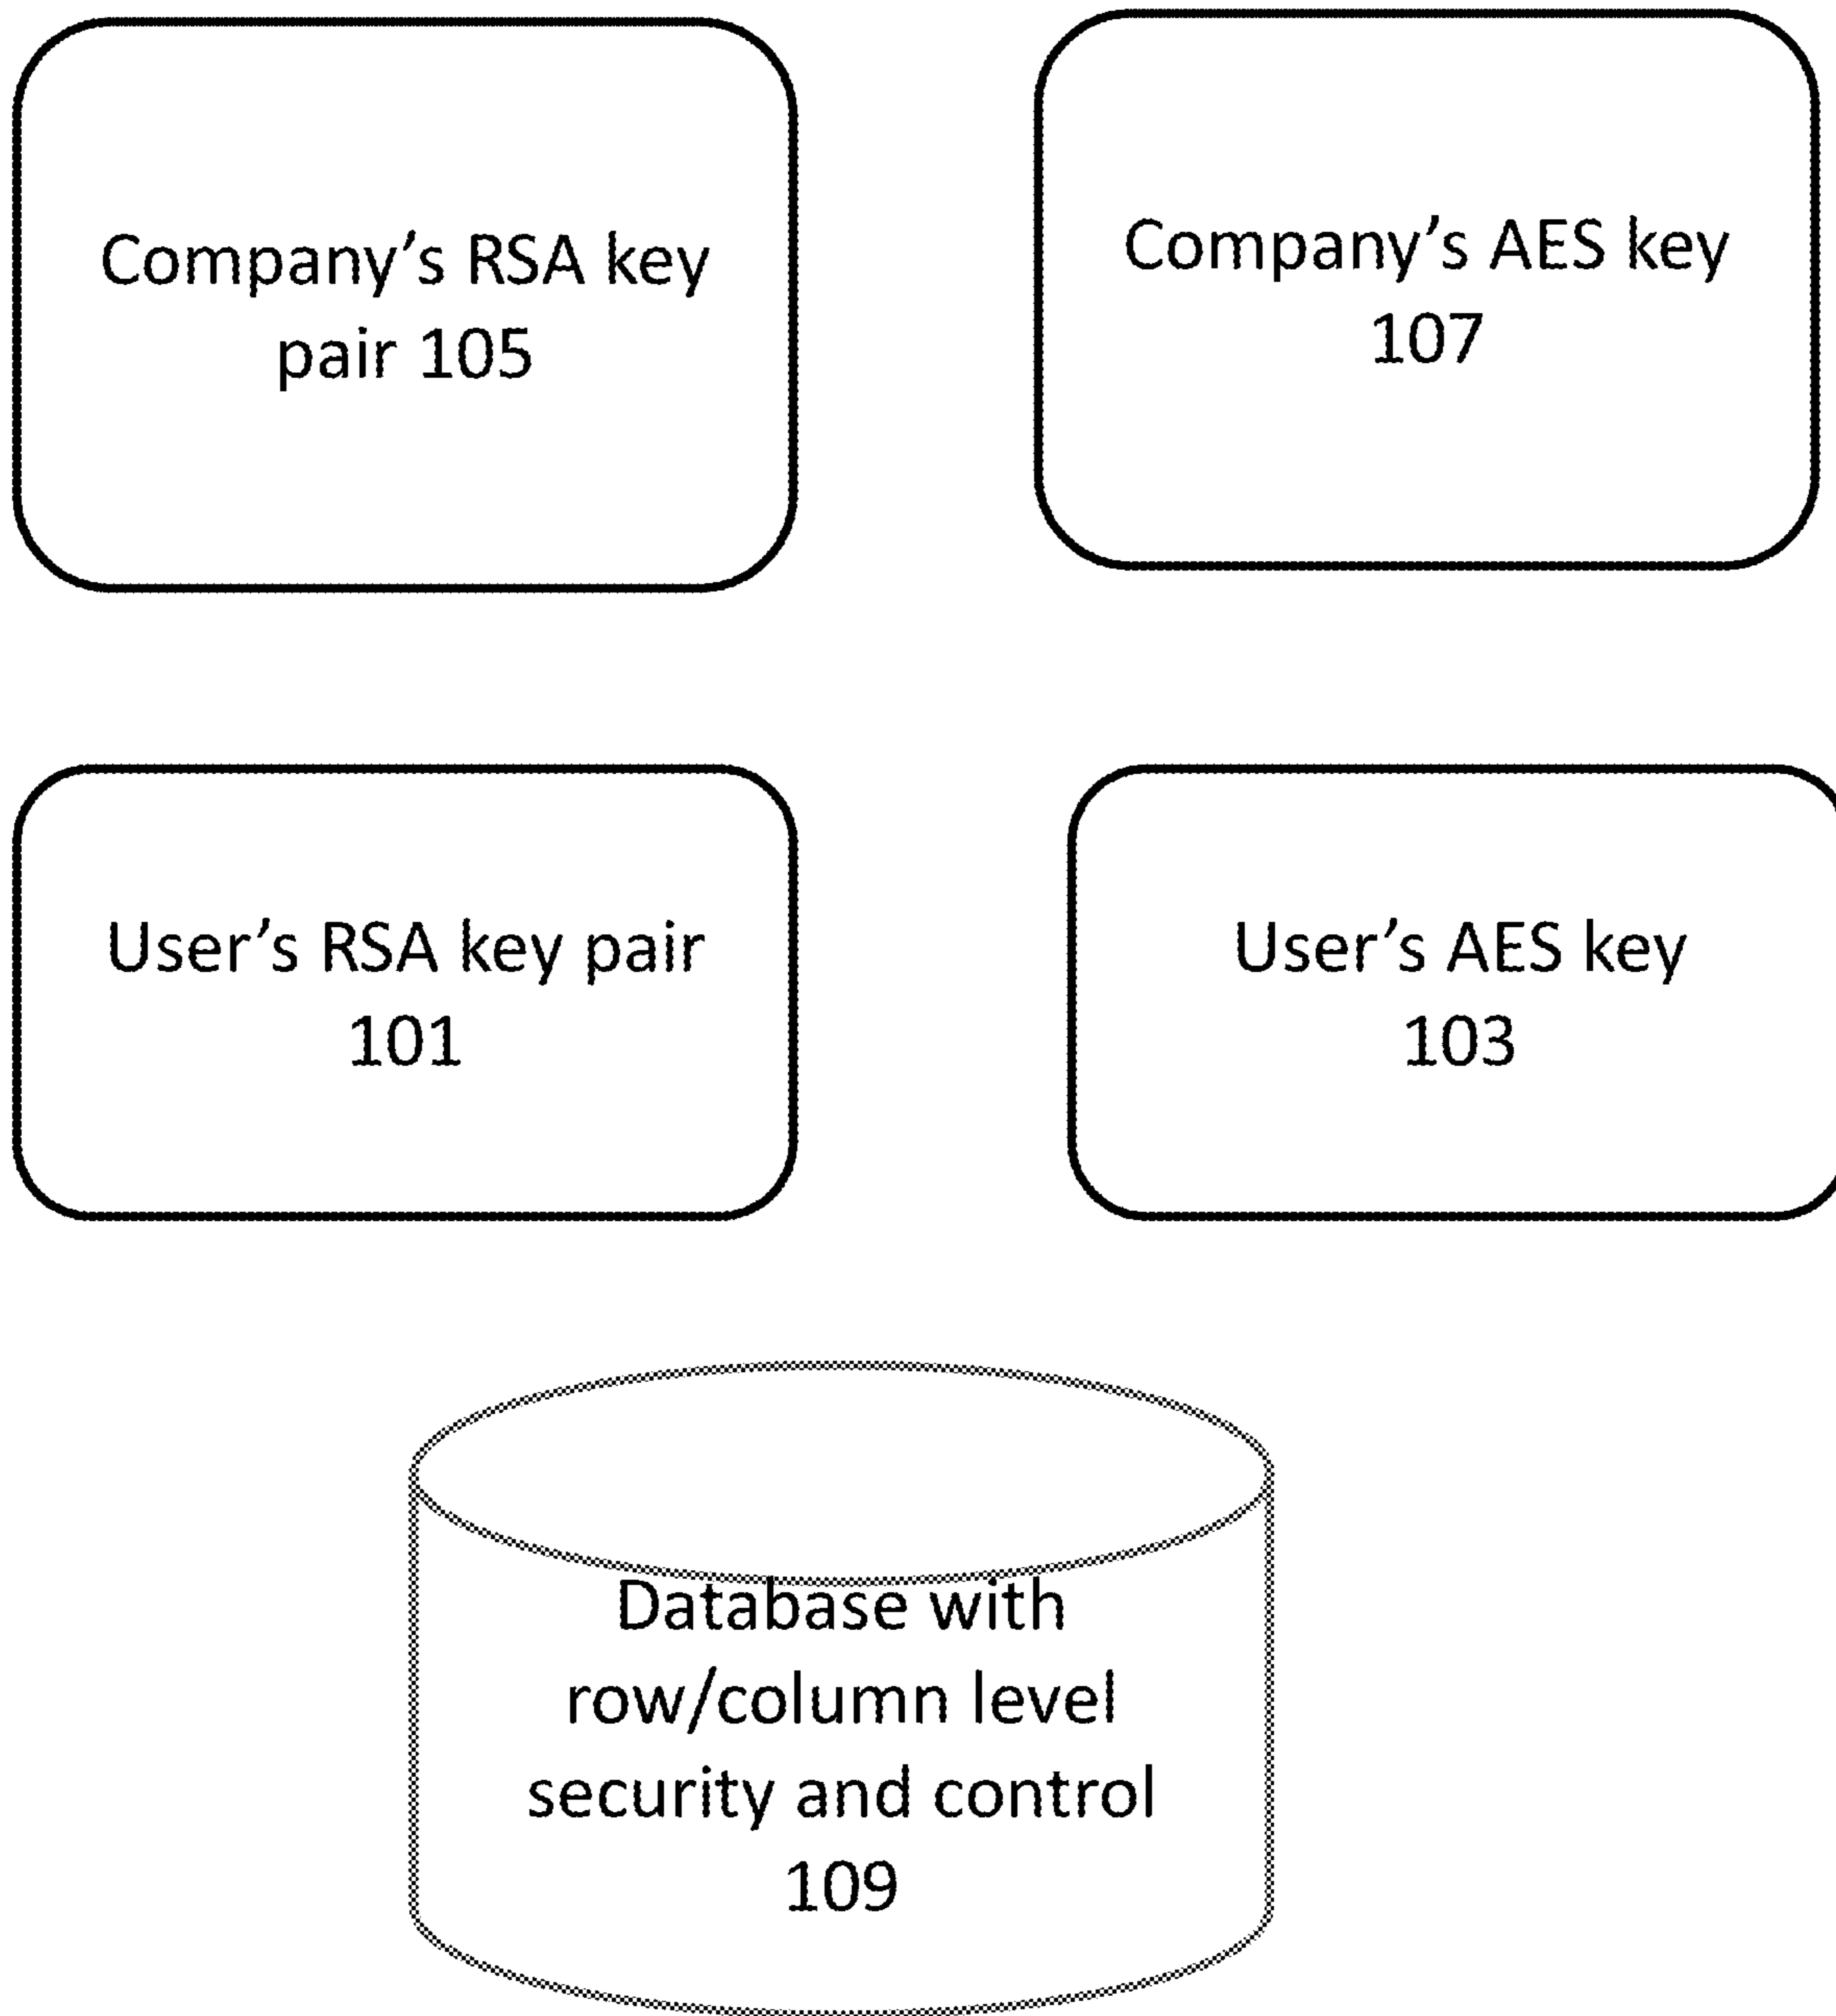 Company’s RSA key
pair 105
Company’s AES key
107
User’s RSA key pair
101
User’s AES key
103
Database with
row/column level
security and control
109